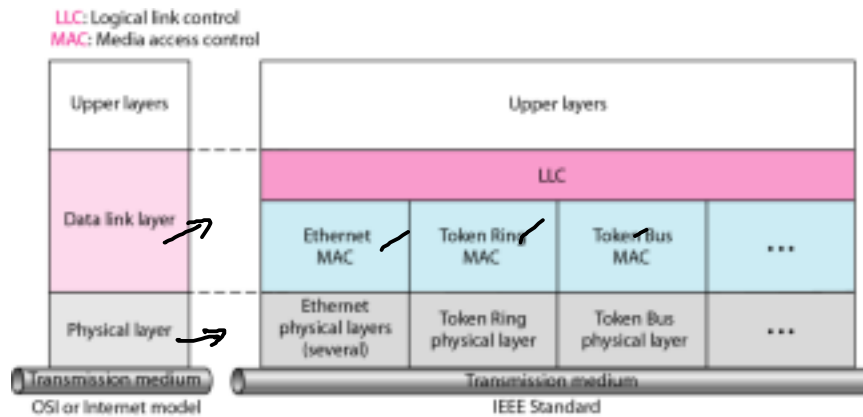 LLC: Logical link control
MAC: Media access control
Upper layers
Upper layers
LLC
Data link layer
Ethernet
MAC
Token Ring
MAC
Token Bus
MAC
...
Physical layer
Ethernet
physical layers
(several)
Token Ring
physical layer
Token Bus
physical layer
...
Transmission medium
Transmission medium
OSI or Internet model
IEEE Standard